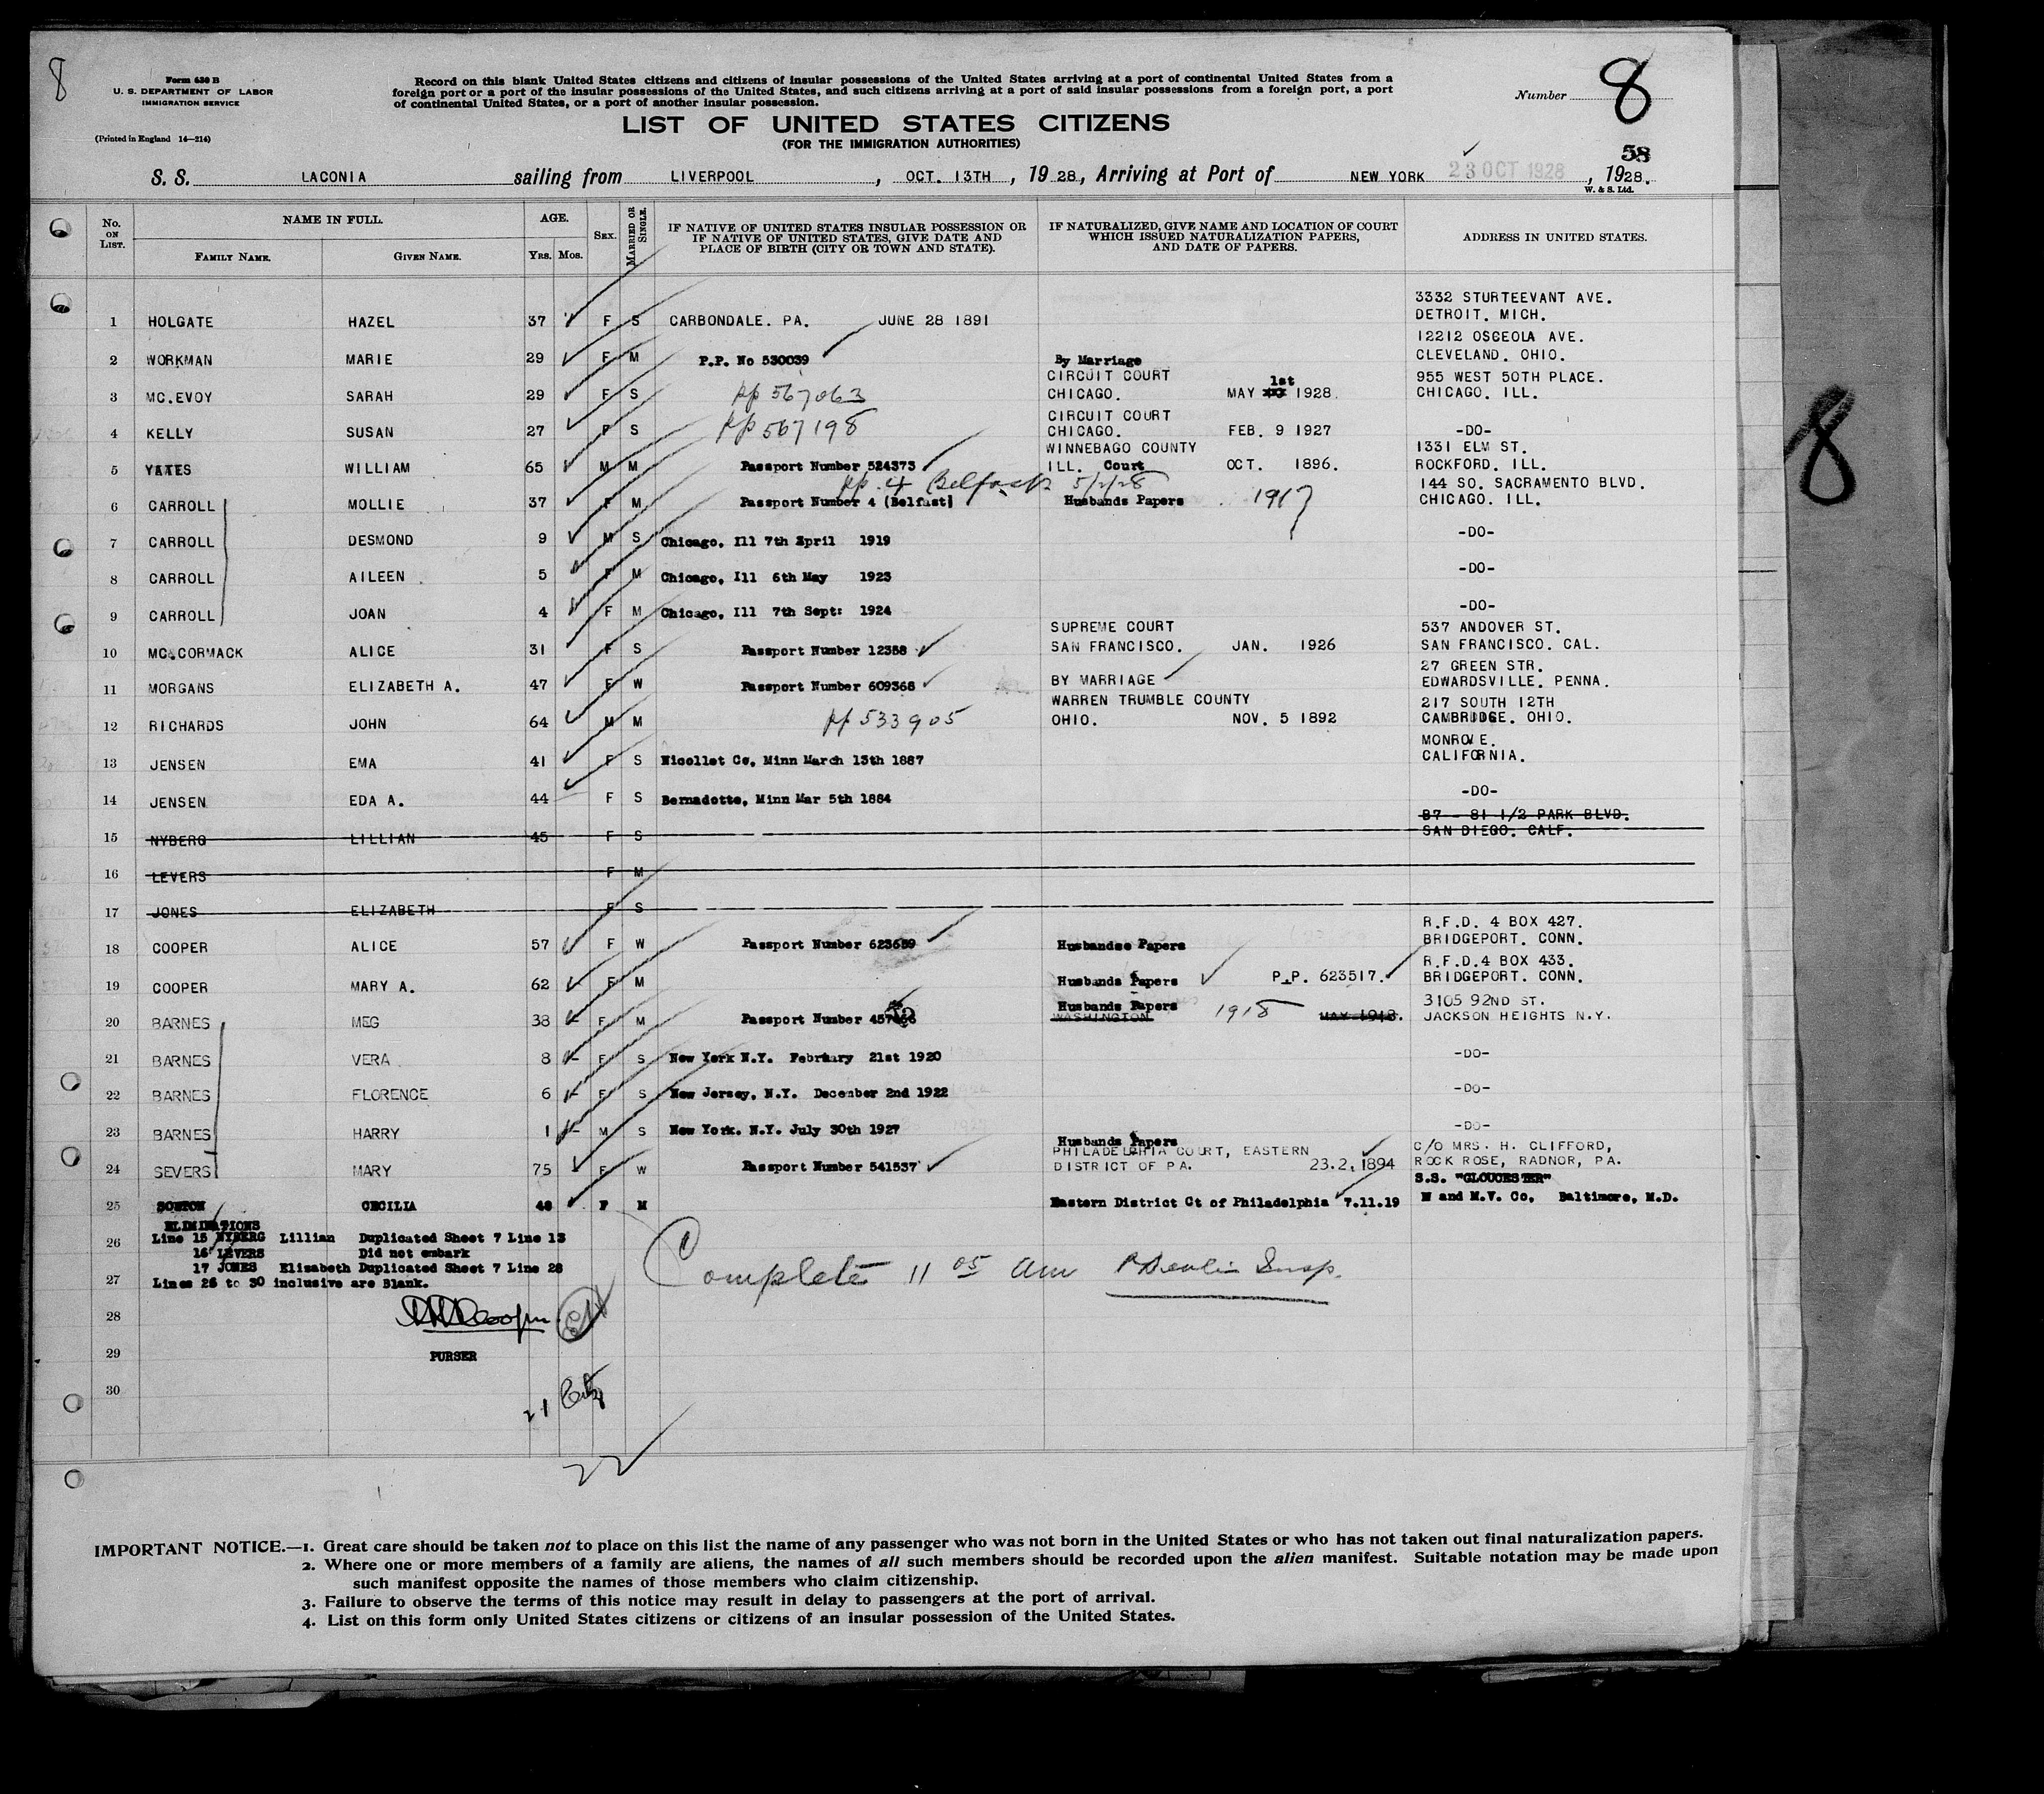 8
Form 630 B
U. S. DEPARTMENT OF LABOR
IMMIGRATION SERVICE
(Printed in England 14—214)
Record on this blank United States citizens and citizens of insular possessions of the United States arriving at a port of continental United States from a
foreign port or a port of the insular possessions of the United States, and such citizens arriving at a port of said insular possessions from a foreign port, a port
of continental United States, or a port of another insular possession.
Number 8
LIST OF UNITED STATES CITIZENS
(FOR THE IMMIGRATION AUTHORITIES)
58
S. S. LACONIA sailing from LIVERPOOL, OCT. 13TH, 1928, Arriving at Port of NEW YORK 23 OCT 1928, 1928.
W. & S. Ltd.
No. ON LIST. NAME IN FULL. AGE. SEX. MARRIED OR SINGLE. IF NATIVE OF UNITED STATES INSULAR POSSESSION OR IF NATIVE OF UNITED STATES, GIVE DATE AND PLACE OF BIRTH (CITY OR TOWN AND STATE). IF NATURALIZED, GIVE NAME AND LOCATION OF COURT WHICH ISSUED NATURALIZATION PAPERS, AND DATE OF PAPERS. ADDRESS IN UNITED STATES.
FAMILY NAME. GIVEN NAME. YRS. MOS.
3332 STURTEEVANT AVE.
1 HOLGATE HAZEL 37 F S CARBONDALE. PA. JUNE 28 1891 DETROIT. MICH.
12212 OSCEOLA AVE.
2 WORKMAN MARIE 29 F M P.P. No 530039 By Marriage CLEVELAND. OHIO.
CIRCUIT COURT 1st 955 WEST 50TH PLACE.
3 MC.EVOY SARAH 29 F S pp 567063 CHICAGO. MAY 1928. CHICAGO. ILL.
CIRCUIT COURT
4 KELLY SUSAN 27 F S pp 567198 CHICAGO. FEB. 9 1927 -DO-
WINNEBAGO COUNTY 1331 ELM ST.
5 YATES WILLIAM 65 M M Passport Number 524373 ILL. Court OCT. 1896. ROCKFORD. ILL.
pp. 4 Belfast 5/2/28 144 SO. SACRAMENTO BLVD.
6 CARROLL MOLLIE 37 F M Passport Number 4 (Belfast) Husbands Papers 1917 CHICAGO. ILL.
7 CARROLL DESMOND 9 M S Chicago, Ill 7th April 1919 -DO-
8 CARROLL AILEEN 5 F M Chicago, Ill 6th May 1923 -DO-
9 CARROLL JOAN 4 F M Chicago, Ill 7th Sept: 1924 -DO-
SUPREME COURT 537 ANDOVER ST.
10 MC.CORMACK ALICE 31 F S Passport Number 12358 SAN FRANCISCO. JAN. 1926 SAN FRANCISCO. CAL.
27 GREEN STR.
11 MORGANS ELIZABETH A. 47 F W Passport Number 609368 BY MARRIAGE EDWARDSVILLE. PENNA.
WARREN TRUMBLE COUNTY 217 SOUTH 12TH
12 RICHARDS JOHN 64 M M pp 533905 OHIO. NOV. 5 1892 CAMBRIDGE. OHIO.
MONROVE.
13 JENSEN EMA 41 F S Nicollet Co, Minn March 13th 1887 CALIFORNIA.
14 JENSEN EDA A. 44 F S Bernadotte, Minn Mar 5th 1884 -DO-
87 - 81 1/2 PARK BLVD.
15 NYBERG LILLIAN 45 F S SAN DIEGO. CALF.
16 LEVERS F M
17 JONES ELIZABETH F S
R.F.D. 4 BOX 427.
18 COOPER ALICE 57 F W Passport Number 623659 Husbandse Papers BRIDGEPORT. CONN.
R.F.D.4 BOX 433.
19 COOPER MARY A. 62 F M Husbands Papers P.P. 623517. BRIDGEPORT. CONN.
Husbands Papers 3105 92ND ST.
20 BARNES MEG 38 F M Passport Number WASHINGTON 1918 MAY 1918. JACKSON HEIGHTS N.Y.
21 BARNES VERA 8 F S New York N.Y. February 21st 1920 -DO-
22 BARNES FLORENCE 6 F S New Jersey, N.Y. December 2nd 1922 -DO-
23 BARNES HARRY 1 M S New York. N.Y. July 30th 1927 -DO-
Husbands Papers
PHILADELPHIA COURT, EASTERN C/O MRS. H. CLIFFORD,
24 SEVERS MARY 75 F W Passport Number 541537 DISTRICT OF PA. 23.2.1894 ROCK ROSE, RADNOR, PA.
S.S. "GLOUCESTER"
25 CECILIA 48 F M Eastern District Ct of Philadelphia 7.11.19 M and M.V. Co, Baltimore, M.D.
ELIMINATIONS
26 Line 15 NYBERG Lillian Duplicated Sheet 7 Line 13
16 LEVERS Did not embark
17 JONES Elizabeth Duplicated Sheet 7 Line 28
27 Lines 26 to 30 inclusive are Blank.
Complete 11 05 am Insp.
28
29 PURSER
30
21
22
8
IMPORTANT NOTICE.—1. Great care should be taken not to place on this list the name of any passenger who was not born in the United States or who has not taken out final naturalization papers.
2. Where one or more members of a family are aliens, the names of all such members should be recorded upon the alien manifest. Suitable notation may be made upon
such manifest opposite the names of those members who claim citizenship.
3. Failure to observe the terms of this notice may result in delay to passengers at the port of arrival.
4. List on this form only United States citizens or citizens of an insular possession of the United States.